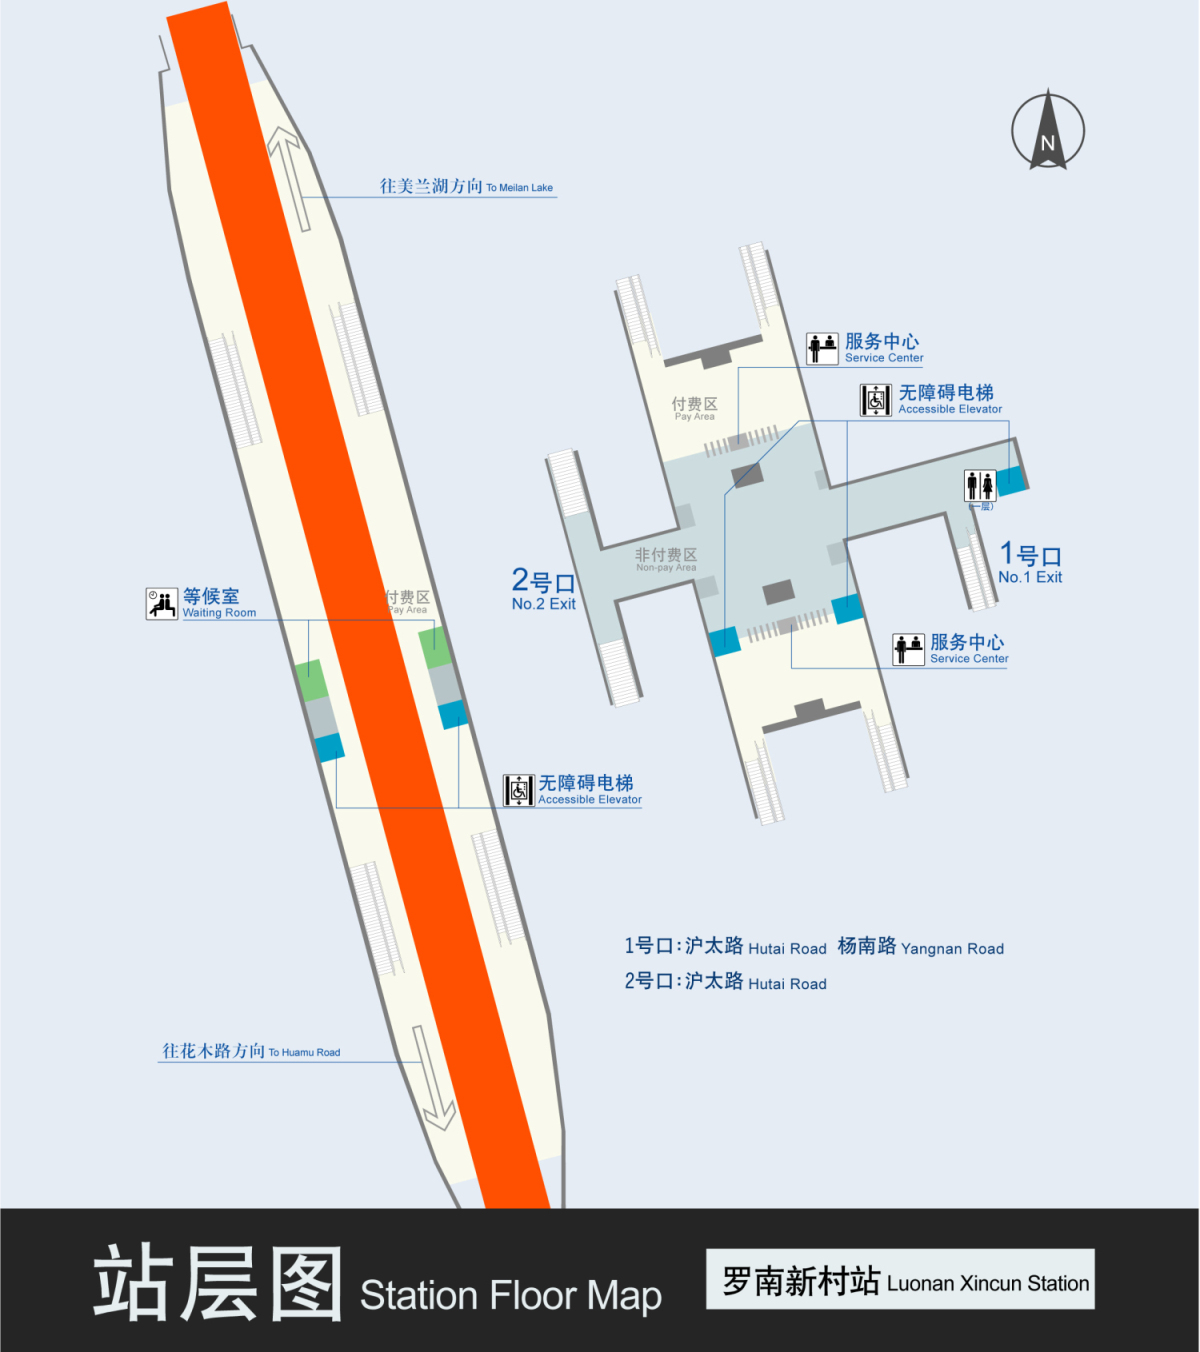 N
往美兰湖方向 To Meilan Lake
服务中心
Service Center
无障碍电梯
Accessible Elevator
付费区
Pay Area
(一层)
非付费区
Non-pay Area
1号口
No.1 Exit
2号口
No.2 Exit
等候室
Waiting Room
付费区
Pay Area
服务中心
Service Center
无障碍电梯
Accessible Elevator
1号口：沪太路 Hutai Road 杨南路 Yangnan Road
2号口：沪太路 Hutai Road
往花木路方向 To Huamu Road
站层图 Station Floor Map
罗南新村站 Luonan Xincun Station